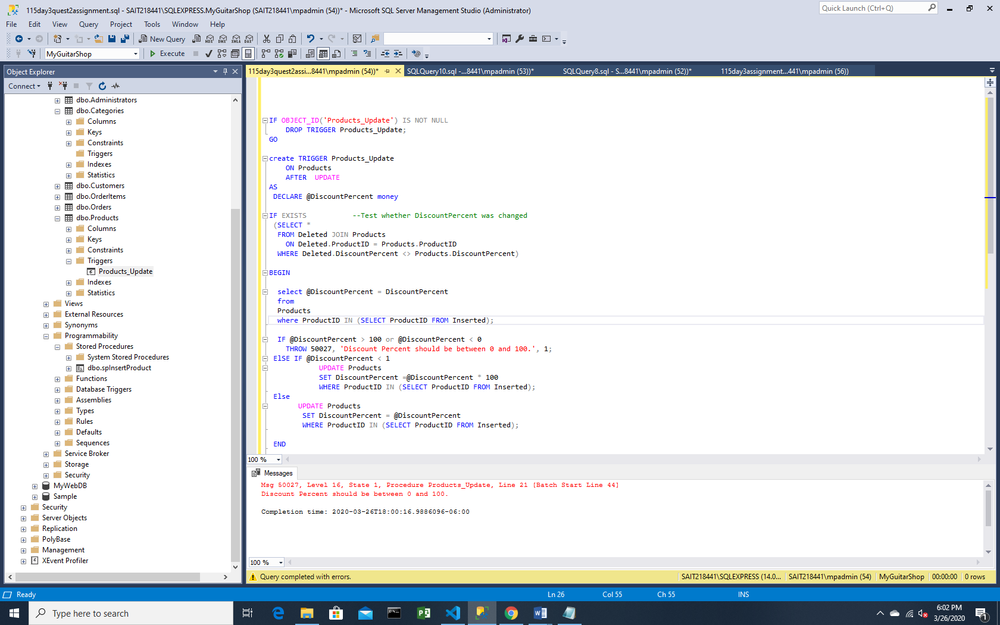 115day3quest2assignment.sql - SAIT218441\SQLEXPRESS.MyGuitarShop (SAIT218441\mpadmin (54))* - Microsoft SQL Server Management Studio (Administrator)
Quick Launch (Ctrl+Q)
File Edit View Query Project Tools Window Help
New Query
MDX DMX XMLA DAX
MyGuitarShop
Execute
Object Explorer
115day3quest2assi...8441\mpadmin (54))*
SQLQuery10.sql -...8441\mpadmin (53))*
SQLQuery8.sql - S...8441\mpadmin (52))*
115day3assignment...441\mpadmin (56))
Connect
dbo.Administrators
dbo.Categories
Columns
Keys
Constraints
Triggers
Indexes
Statistics
dbo.Customers
dbo.OrderItems
dbo.Orders
dbo.Products
Columns
Keys
Constraints
Triggers
Products_Update
Indexes
Statistics
Views
External Resources
Synonyms
Programmability
Stored Procedures
System Stored Procedures
dbo.spInsertProduct
Functions
Database Triggers
Assemblies
Types
Rules
Defaults
Sequences
Service Broker
Storage
Security
MyWebDB
Sample
Security
Server Objects
Replication
PolyBase
Management
XEvent Profiler
IF OBJECT_ID('Products_Update') IS NOT NULL
DROP TRIGGER Products_Update;
GO
create TRIGGER Products_Update
ON Products
AFTER UPDATE
AS
DECLARE @DiscountPercent money
IF EXISTS --Test whether DiscountPercent was changed
(SELECT *
FROM Deleted JOIN Products
ON Deleted.ProductID = Products.ProductID
WHERE Deleted.DiscountPercent <> Products.DiscountPercent)
BEGIN
select @DiscountPercent = DiscountPercent
from
Products
where ProductID IN (SELECT ProductID FROM Inserted);
IF @DiscountPercent > 100 or @DiscountPercent < 0
THROW 50027, 'Discount Percent should be between 0 and 100.', 1;
ElSE IF @DiscountPercent < 1
UPDATE Products
SET DiscountPercent =@DiscountPercent * 100
WHERE ProductID IN (SELECT ProductID FROM Inserted);
Else
UPDATE Products
SET DiscountPercent = @DiscountPercent
WHERE ProductID IN (SELECT ProductID FROM Inserted);
END
100 %
Messages
Msg 50027, Level 16, State 1, Procedure Products_Update, Line 21 [Batch Start Line 44]
Discount Percent should be between 0 and 100.
Completion time: 2020-03-26T18:00:16.9886096-06:00
100 %
Query completed with errors.
SAIT218441\SQLEXPRESS (14.0... SAIT218441\mpadmin (54) MyGuitarShop 00:00:00 0 rows
Ready
Ln 26 Col 55 Ch 55 INS
Type here to search
6:02 PM
3/26/2020
1